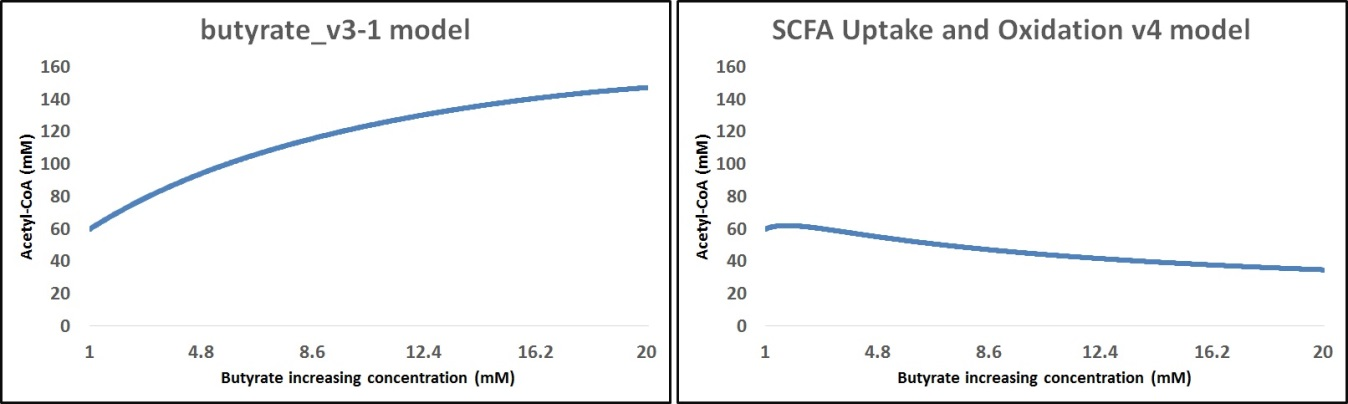 butyrate_v3-1 model
160
140
120
100
80
60
40
20
0
Acetyl-CoA (mM)
1 4.8 8.6 12.4 16.2 20
Butyrate increasing concentration (mM)
SCFA Uptake and Oxidation v4 model
160
140
120
100
80
60
40
20
0
Acetyl-CoA (mM)
1 4.8 8.6 12.4 16.2 20
Butyrate increasing concentration (mM)